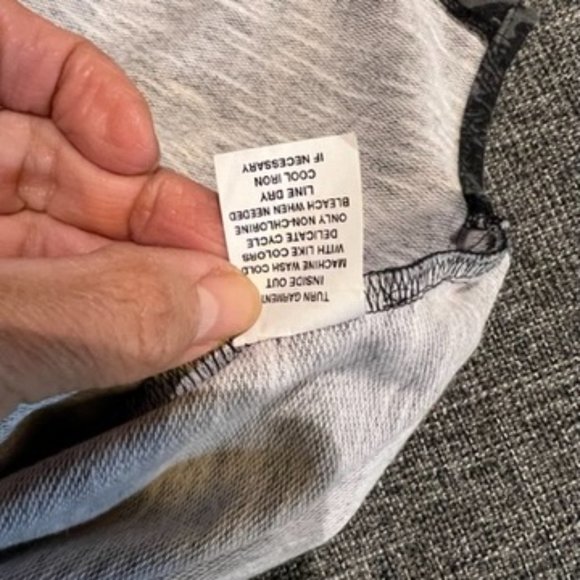 TURN GARMENT
INSIDE OUT
MACHINE WASH COLD
WITH LIKE COLORS
DELICATE CYCLE
ONLY NON-CHLORINE
BLEACH WHEN NEEDED
LINE DRY
COOL IRON
IF NECESSARY